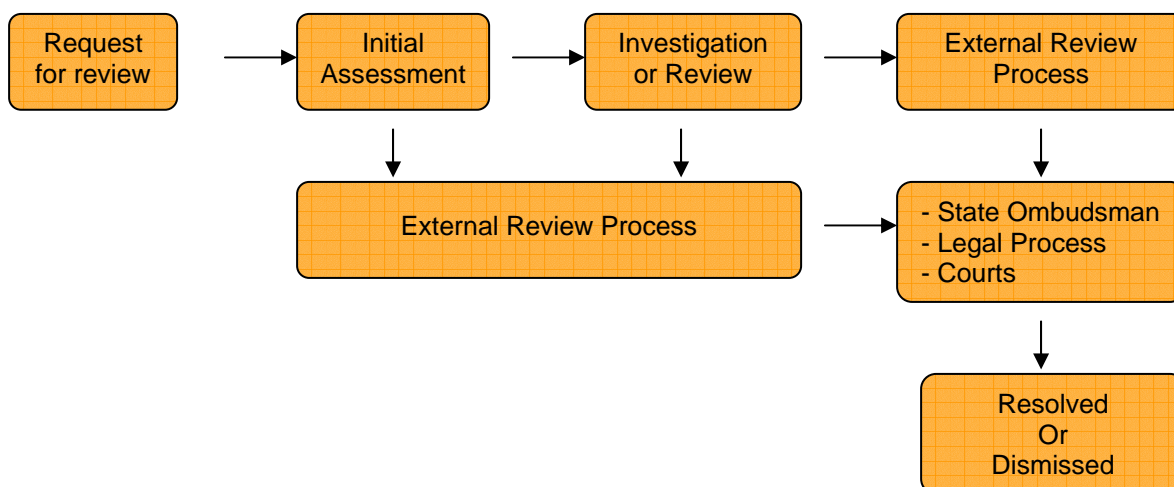 Request
for review
Initial
Assessment
Investigation
or Review
External Review
Process
External Review Process
- State Ombudsman
- Legal Process
- Courts
Resolved
Or
Dismissed